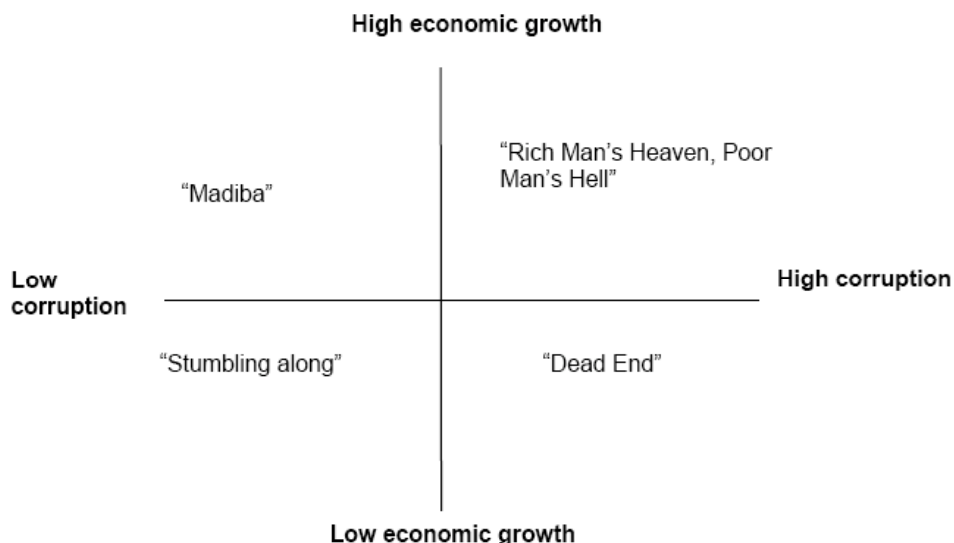 High economic growth
“Rich Man’s Heaven, Poor
Man’s Hell”
“Madiba”
Low
corruption
High corruption
“Stumbling along”
“Dead End”
Low economic growth